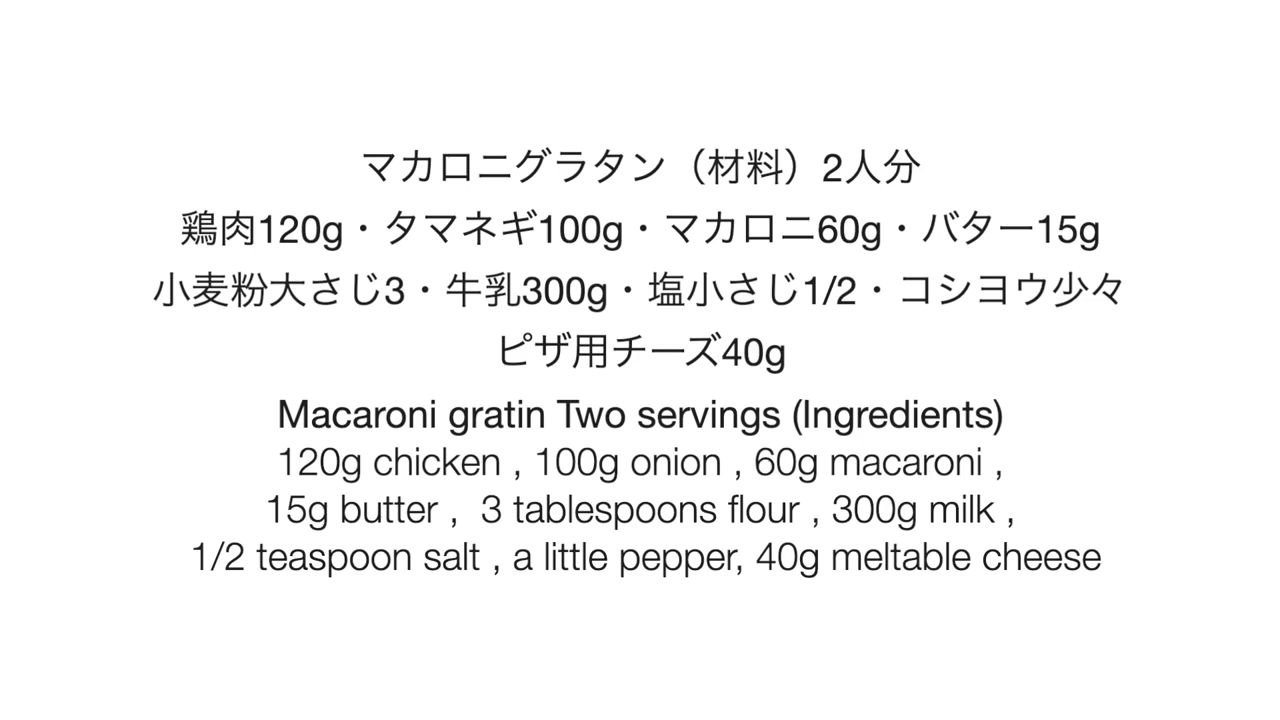 マカロニグラタン（材料）2人分
鶏肉120g・タマネギ100g・マカロニ60g・バター15g
小麦粉大さじ3・牛乳300g・塩小さじ1/2・コショウ少々
ピザ用チーズ40g
Macaroni gratin Two servings (Ingredients)
120g chicken , 100g onion , 60g macaroni ,
15g butter ,  3 tablespoons flour , 300g milk ,
1/2 teaspoon salt , a little pepper, 40g meltable cheese